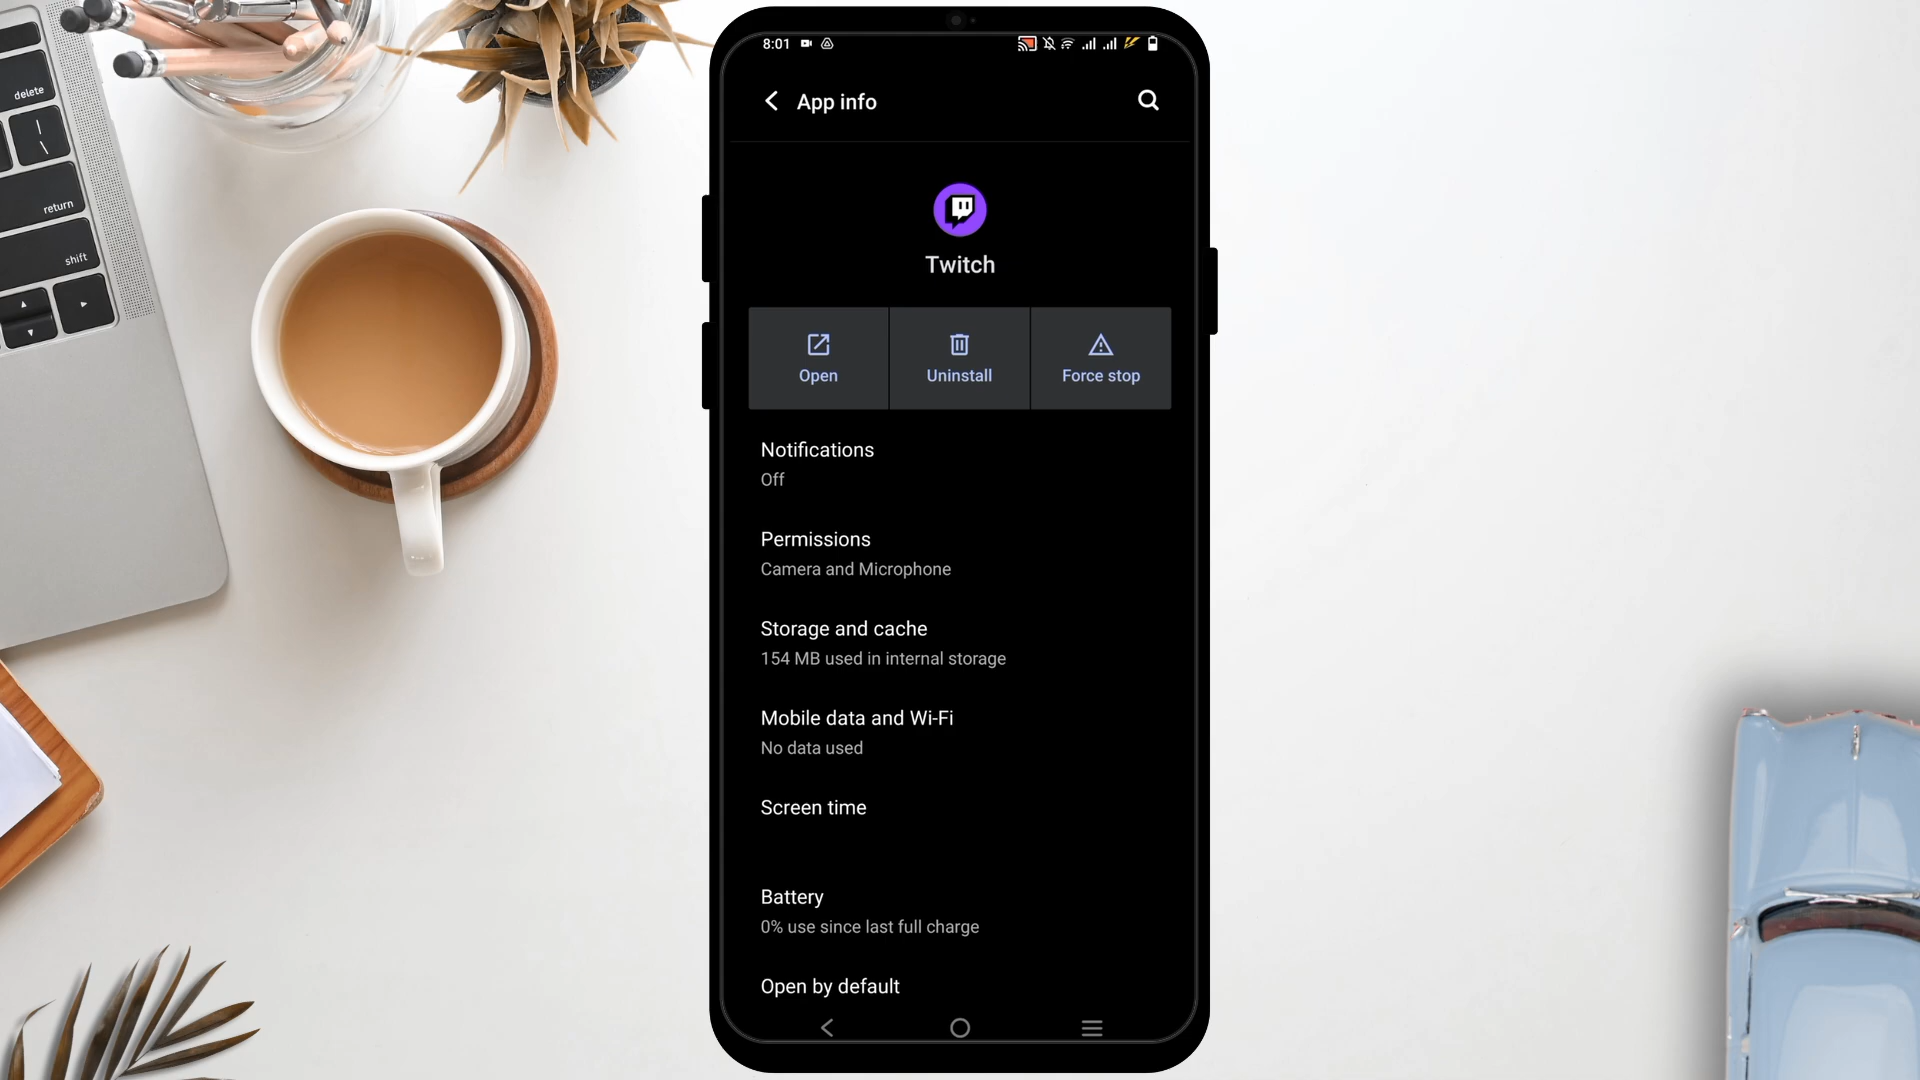 delete
return
shift
8:01
App info
Twitch
Open
Uninstall
Force stop
Notifications
Off
Permissions
Camera and Microphone
Storage and cache
154 MB used in internal storage
Mobile data and Wi-Fi
No data used
Screen time
Battery
0% use since last full charge
Open by default